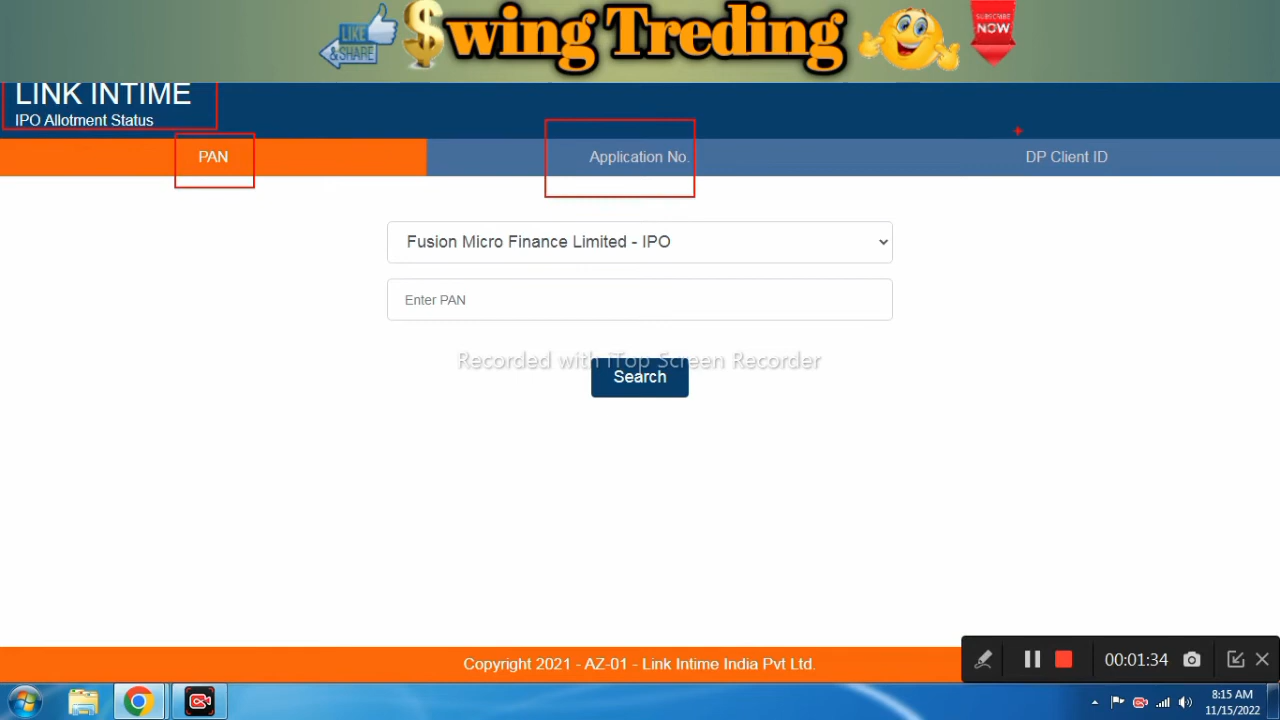 LIKE
&SHARE
$wing Treding
SUBSCRIBE
NOW
LINK INTIME
IPO Allotment Status
PAN
Application No.
DP Client ID
Fusion Micro Finance Limited - IPO
Enter PAN
Recorded with iTop Screen Recorder
Search
Copyright 2021 - AZ-01 - Link Intime India Pvt Ltd.
00:01:34
8:15 AM
11/15/2022